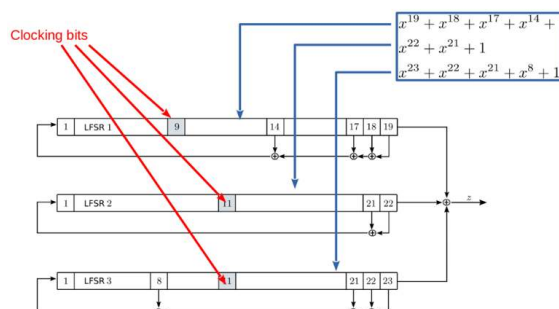 Clocking bits
x^19 + x^18 + x^17 + x^14 +
x^22 + x^21 + 1
x^23 + x^22 + x^21 + x^8 + 1
1 LFSR 1 9 14 17 18 19
⊕ ⊕ ⊕
1 LFSR 2 11 21 22
⊕ z
⊕
1 LFSR 3 8 11 21 22 23